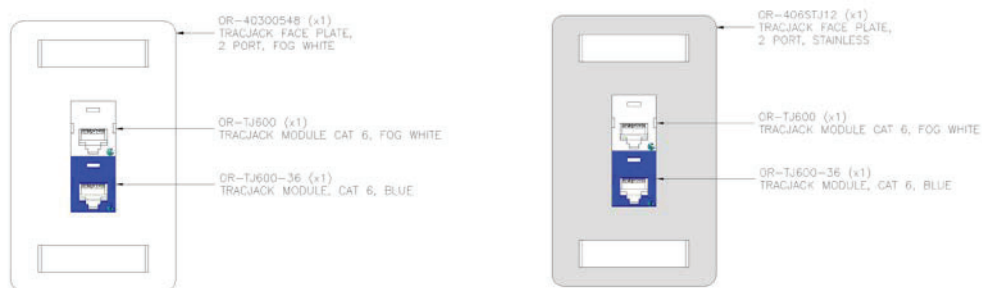 OR-40300548 (x1)
TRACJACK FACE PLATE,
2 PORT, FOG WHITE
OR-TJ600 (x1)
TRACJACK MODULE CAT 6, FOG WHITE
OR-TJ600-36 (x1)
TRACJACK MODULE, CAT 6, BLUE
OR-406STJ12 (x1)
TRACJACK FACE PLATE,
2 PORT, STAINLESS
OR-TJ600 (x1)
TRACJACK MODULE CAT 6, FOG WHITE
OR-TJ600-36 (x1)
TRACJACK MODULE, CAT 6, BLUE